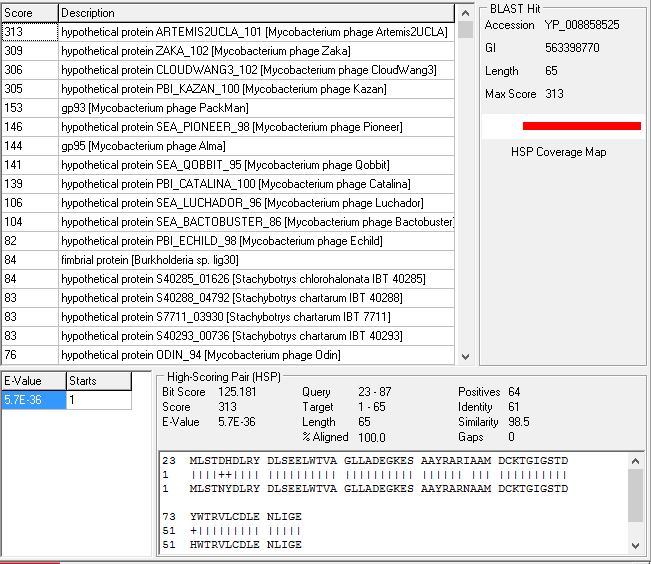 Score Description
313 hypothetical protein ARTEMIS2UCLA_101 [Mycobacterium phage Artemis2UCLA]
309 hypothetical protein ZAKA_102 [Mycobacterium phage Zaka]
306 hypothetical protein CLOUDWANG3_102 [Mycobacterium phage CloudWang3]
305 hypothetical protein PBI_KAZAN_100 [Mycobacterium phage Kazan]
153 gp93 [Mycobacterium phage PackMan]
146 hypothetical protein SEA_PIONEER_98 [Mycobacterium phage Pioneer]
144 gp95 [Mycobacterium phage Alma]
141 hypothetical protein SEA_QOBBIT_95 [Mycobacterium phage Qobbit]
139 hypothetical protein PBI_CATALINA_100 [Mycobacterium phage Catalina]
106 hypothetical protein SEA_LUCHADOR_96 [Mycobacterium phage Luchador]
104 hypothetical protein SEA_BACTOBUSTER_86 [Mycobacterium phage Bactobuster
82 hypothetical protein PBI_ECHILD_98 [Mycobacterium phage Echild]
84 fimbrial protein [Burkholderia sp. lig30]
84 hypothetical protein S40285_01626 [Stachybotrys chlorohalonata IBT 40285]
83 hypothetical protein S40288_04792 [Stachybotrys chartarum IBT 40288]
83 hypothetical protein S7711_03930 [Stachybotrys chartarum IBT 7711]
83 hypothetical protein S40293_00736 [Stachybotrys chartarum IBT 40293]
76 hypothetical protein ODIN_94 [Mycobacterium phage Odin]
BLAST Hit
Accession YP_008858525
GI 563398770
Length 65
Max Score 313
HSP Coverage Map
E-Value Starts
5.7E-36 1
High-Scoring Pair (HSP)
Bit Score 125.181 Query 23 - 87 Positives 64
Score 313 Target 1 - 65 Identity 61
E-Value 5.7E-36 Length 65 Similarity 98.5
% Aligned 100.0 Gaps 0
23 MLSTDHDLRY DLSEELWTVA GLLADEGKES AAYRARIAAM DCKTGIGSTD
1 ||||++|||| |||||||||| |||||||||| |||||| ||| ||||||||||
1 MLSTNYDLRY DLSEELWTVA GLLADEGKES AAYRARNAAM DCKTGIGSTD
73 YWTRVLCDLE NLIGE
51 +||||||||| |||||
51 HWTRVLCDLE NLIGE